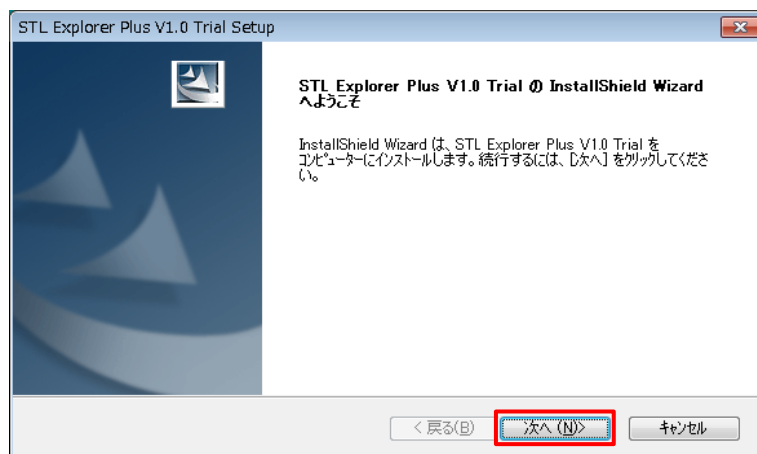 STL Explorer Plus V1.0 Trial Setup
STL Explorer Plus V1.0 Trial の InstallShield Wizard
へようこそ
InstallShield Wizard は、STL Explorer Plus V1.0 Trial を
コンピューターにインストールします。続行するには、[次へ] をクリックしてくださ
い。
< 戻る(B)
次へ (N)>
キャンセル